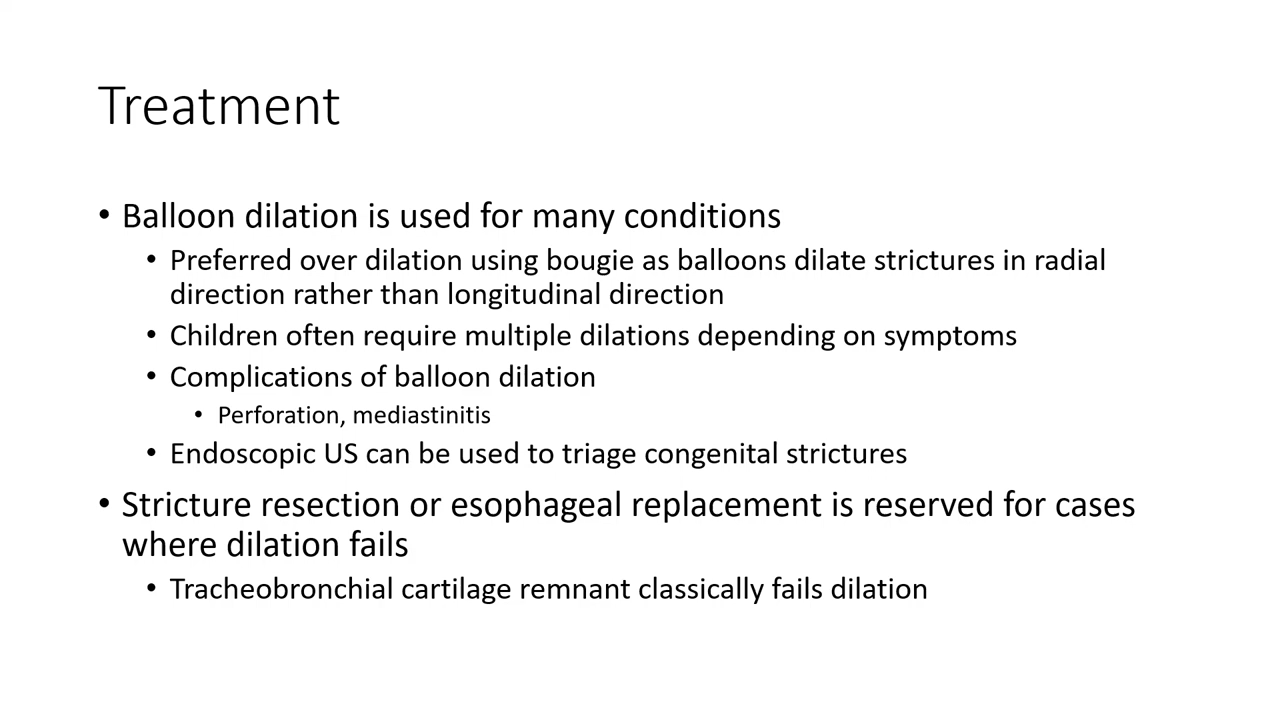 Treatment
• Balloon dilation is used for many conditions
• Preferred over dilation using bougie as balloons dilate strictures in radial
direction rather than longitudinal direction
• Children often require multiple dilations depending on symptoms
• Complications of balloon dilation
• Perforation, mediastinitis
• Endoscopic US can be used to triage congenital strictures
• Stricture resection or esophageal replacement is reserved for cases
where dilation fails
• Tracheobronchial cartilage remnant classically fails dilation